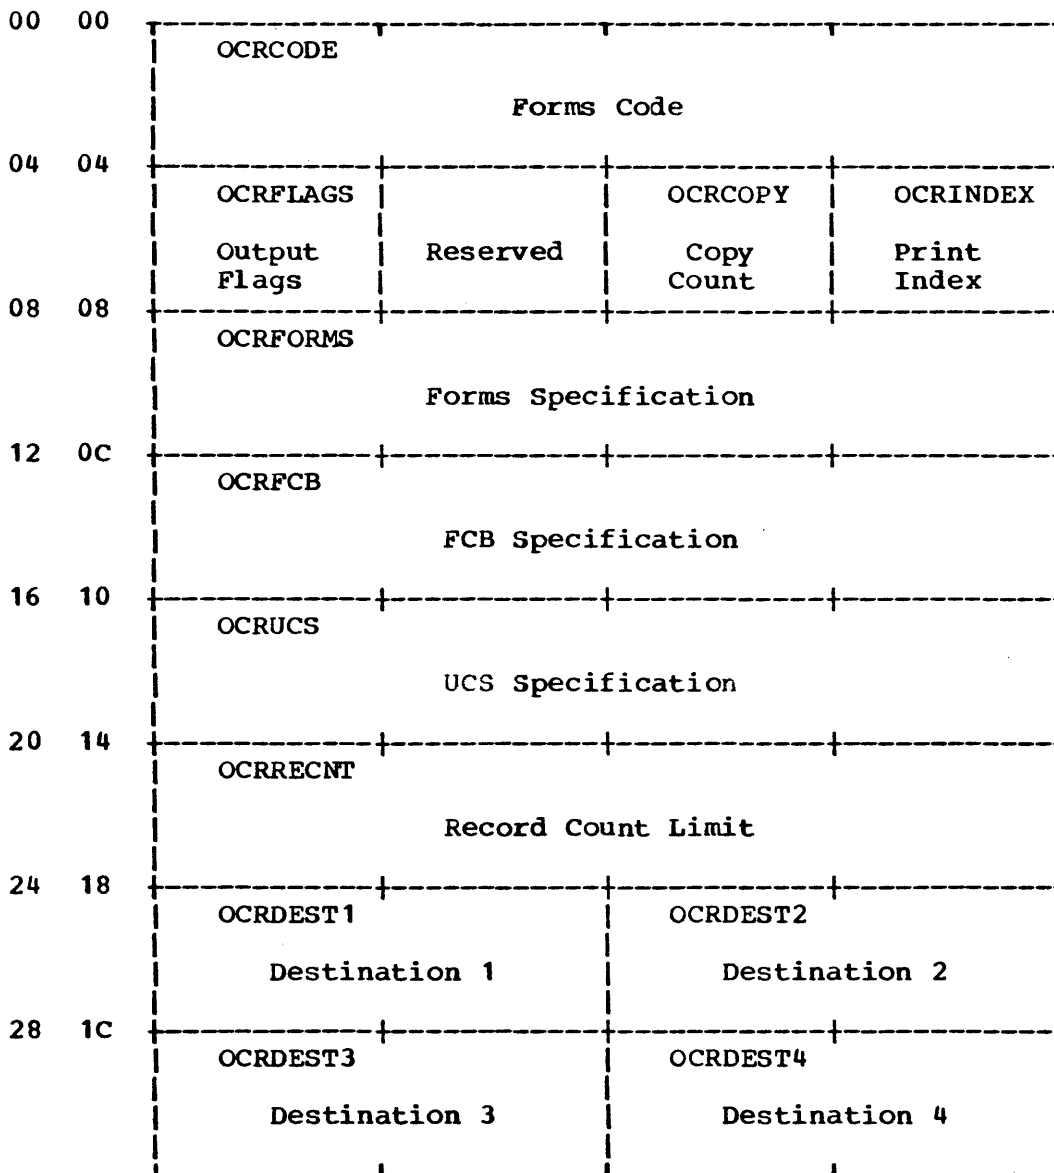 00 00
OCRCODE
Forms Code
04 04
OCRFLAGS OCRCOPY OCRINDEX
Output Reserved Copy Print
Flags Count Index
08 08
OCRFORMS
Forms Specification
12 0C
OCRFCB
FCB Specification
16 10
OCRUCS
UCS Specification
20 14
OCRRECNT
Record Count Limit
24 18
OCRDEST1 OCRDEST2
Destination 1 Destination 2
28 1C
OCRDEST3 OCRDEST4
Destination 3 Destination 4